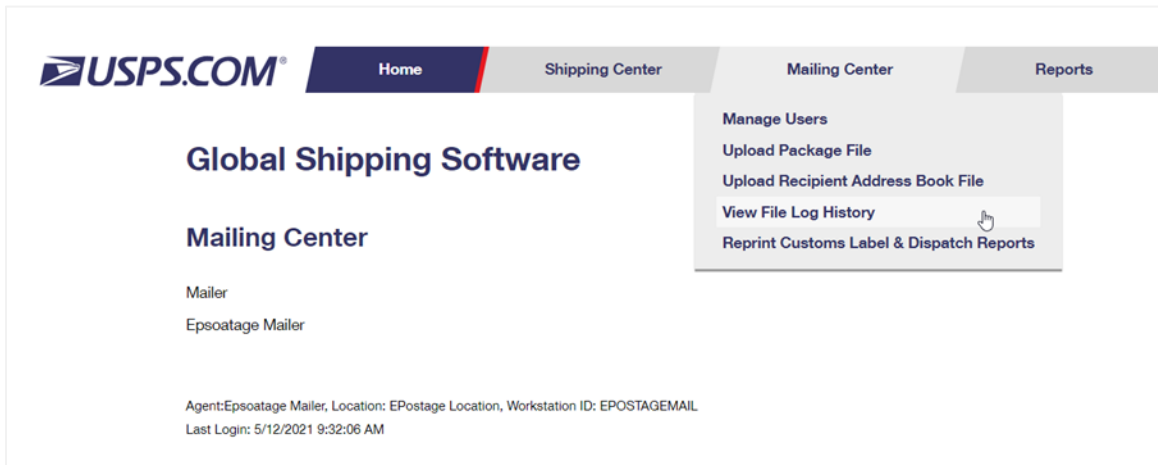 USPS.COM®
Home
Shipping Center
Mailing Center
Reports
Manage Users
Upload Package File
Upload Recipient Address Book File
View File Log History
Reprint Customs Label & Dispatch Reports
Global Shipping Software
Mailing Center
Mailer
Epsoatage Mailer
Agent:Epsoatage Mailer, Location: EPostage Location, Workstation ID: EPOSTAGEMAIL
Last Login: 5/12/2021 9:32:06 AM